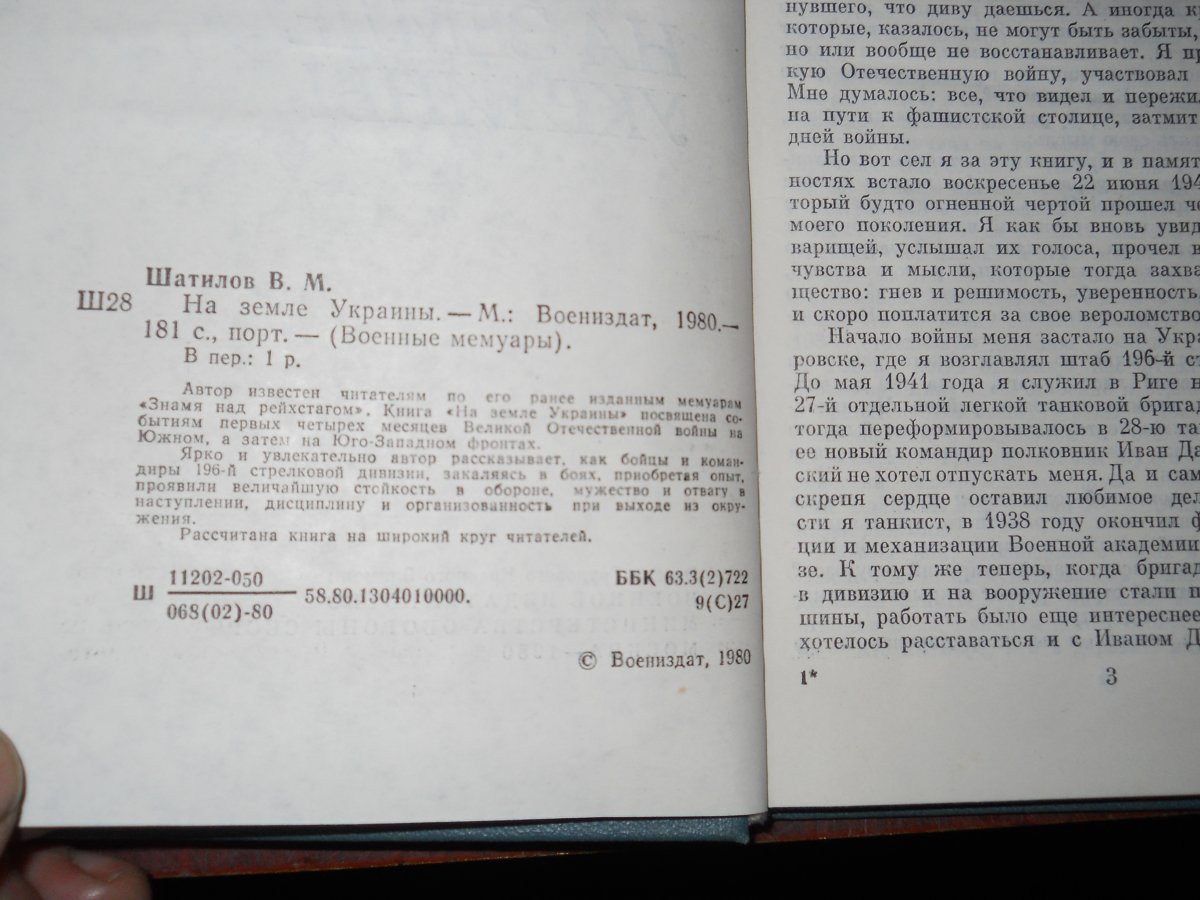 Шатилов В. М.
Ш28 На земле Украины. — М.: Воениздат, 1980.—
181 с., порт. — (Военные мемуары).
В пер.: 1 р.
Автор известен читателям по его ранее изданным мемуарам
«Знамя над рейхстагом». Книга «На земле Украины» посвящена со-
бытиям первых четырех месяцев Великой Отечественной войны на
Южном, а затем на Юго-Западном фронтах.
Ярко и увлекательно автор рассказывает, как бойцы и коман-
диры 196-й стрелковой дивизии, закаляясь в боях, приобретая опыт,
проявили величайшую стойкость в обороне, мужество и отвагу в
наступлении, дисциплину и организованность при выходе из окру-
жения.
Рассчитана книга на широкий круг читателей.
Ш 11202-050
068(02)-80 58.80.1304010000.
ББК 63.3(2)722
9(С)27
© Воениздат, 1980
нувшего, что диву даешься. А иногда к
которые, казалось, не могут быть забыты,
но или вообще не восстанавливает. Я пр
кую Отечественную войну, участвовал
Мне думалось: все, что видел и пережил
на пути к фашистской столице, затмит
дней войны.
Но вот сел я за эту книгу, и в памят
ностях встало воскресенье 22 июня 194
торый будто огненной чертой прошел че
моего поколения. Я как бы вновь увид
варищей, услышал их голоса, прочел в
чувства и мысли, которые тогда захва
щество: гнев и решимость, уверенность,
и скоро поплатится за свое вероломство
Начало войны меня застало на Укра
ровске, где я возглавлял штаб 196-й ст
До мая 1941 года я служил в Риге н
27-й отдельной легкой танковой бригад
тогда переформировывалось в 28-ю та
ее новый командир полковник Иван Да
ский не хотел отпускать меня. Да и сам
скрепя сердце оставил любимое дел
сти я танкист, в 1938 году окончил ф
ции и механизации Военной академии
зе. К тому же теперь, когда бригад
в дивизию и на вооружение стали п
шины, работать было еще интереснее
хотелось расставаться и с Иваном Д
1* 3